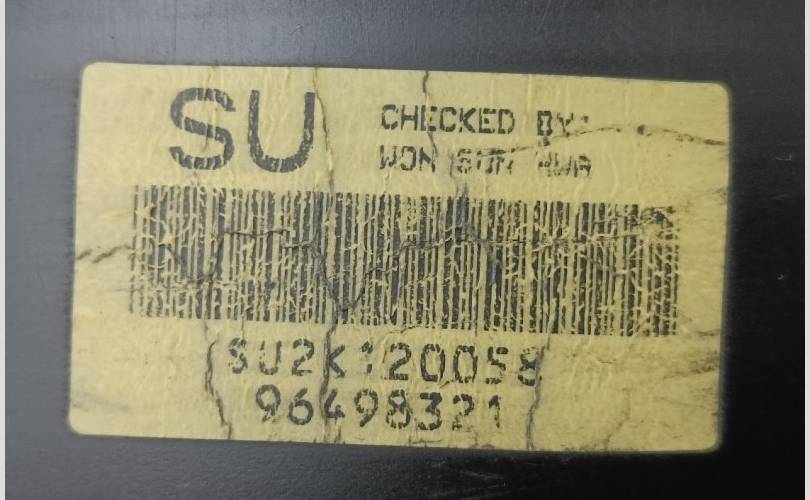 SU
CHECKED BY:
WON SUN HWA
SU2K120058
96498321